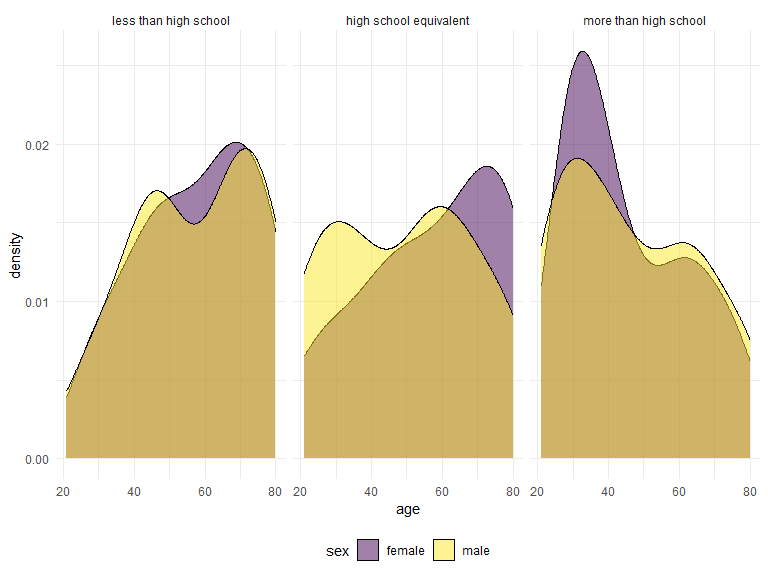 less than high school high school equivalent more than high school
0.02
density
0.01
0.00
20 40 60 80 20 40 60 80 20 40 60 80
age
sex female male